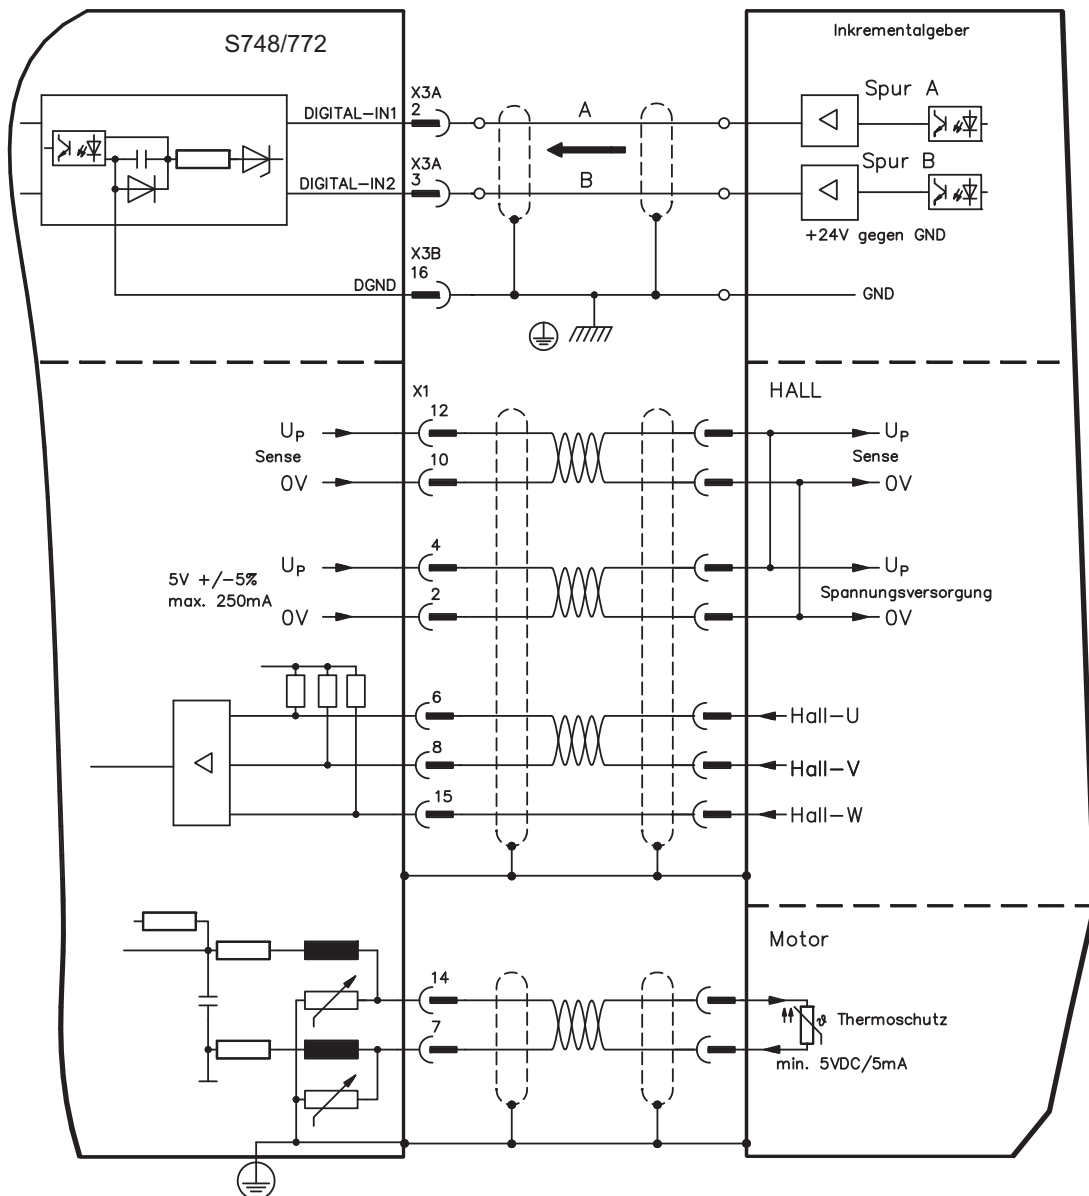 S748/772
Inkrementalgeber
X3A
2
DIGITAL-IN1
A
Spur A
X3A
3
DIGITAL-IN2
B
Spur B
+24V gegen GND
X3B
16
DGND
GND
X1
HALL
12
UP
UP
Sense
Sense
10
0V
0V
4
UP
UP
5V +/-5%
max. 250mA
Spannungsversorgung
2
0V
0V
6
Hall-U
8
Hall-V
15
Hall-W
Motor
14
ϑ Thermoschutz
7
min. 5VDC/5mA